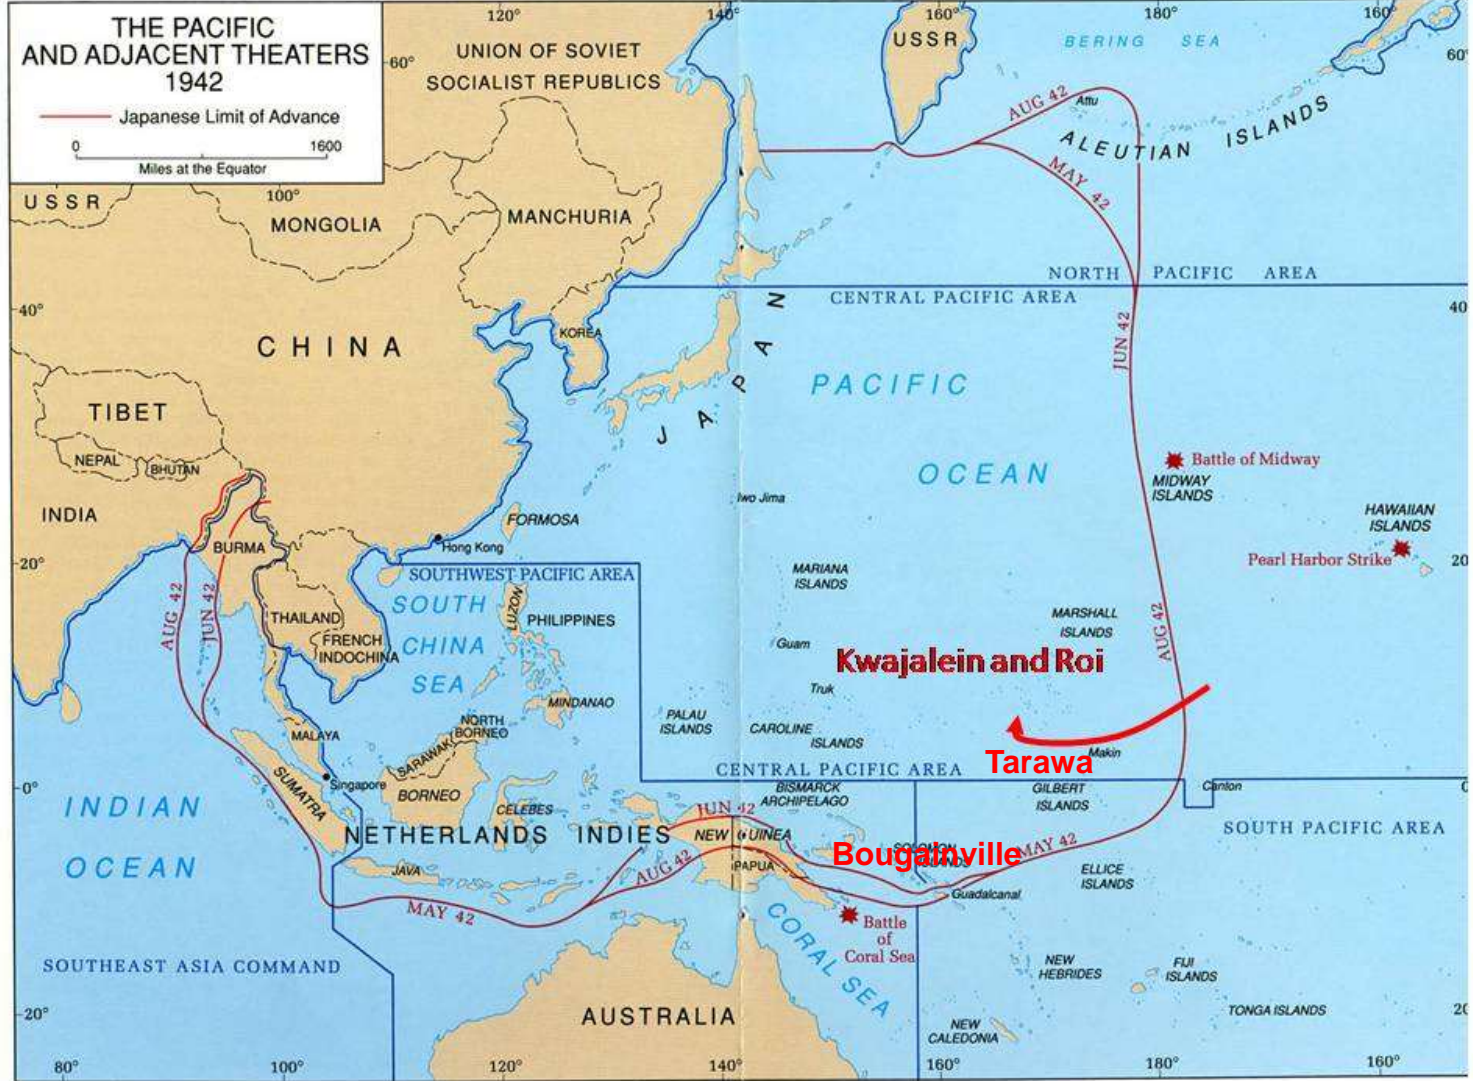 THE PACIFIC
AND ADJACENT THEATERS
1942
Japanese Limit of Advance
0 1600
Miles at the Equator
120° 140° 160° 180° 160°
60°
60°
UNION OF SOVIET
SOCIALIST REPUBLICS
USSR
BERING SEA
AUG 42
Attu
ALEUTIAN ISLANDS
MAY 42
USSR
100°
MONGOLIA
MANCHURIA
NORTH PACIFIC AREA
CENTRAL PACIFIC AREA
40°
40
CHINA
KOREA
JAPAN
JUN 42
PACIFIC
OCEAN
TIBET
NEPAL
BHUTAN
INDIA
BURMA
Battle of Midway
MIDWAY
ISLANDS
Iwo Jima
FORMOSA
Hong Kong
HAWAIIAN
ISLANDS
Pearl Harbor Strike
20°
20
SOUTHWEST PACIFIC AREA
MARIANA
ISLANDS
AUG 42
JUN 42
THAILAND
FRENCH
INDOCHINA
SOUTH
CHINA
SEA
LUZON
PHILIPPINES
MARSHALL
ISLANDS
AUG 42
Guam
Kwajalein and Roi
Truk
MINDANAO
PALAU
ISLANDS
CAROLINE
ISLANDS
NORTH
BORNEO
SARAWAK
MALAYA
Makin
Tarawa
CENTRAL PACIFIC AREA
0°
0
Singapore
SUMATRA
BORNEO
CELEBES
BISMARCK
ARCHIPELAGO
GILBERT
ISLANDS
Canton
INDIAN
OCEAN
NETHERLANDS INDIES
JUN 42
NEW GUINEA
SOUTH PACIFIC AREA
SOLOMON
ISLANDS
Bougainville
MAY 42
JAVA
AUG 42
PAPUA
ELLICE
ISLANDS
Guadalcanal
MAY 42
Battle
of
Coral Sea
CORAL SEA
SOUTHEAST ASIA COMMAND
NEW
HEBRIDES
FIJI
ISLANDS
20°
20
AUSTRALIA
TONGA ISLANDS
NEW
CALEDONIA
80° 100° 120° 140° 160° 180° 160°